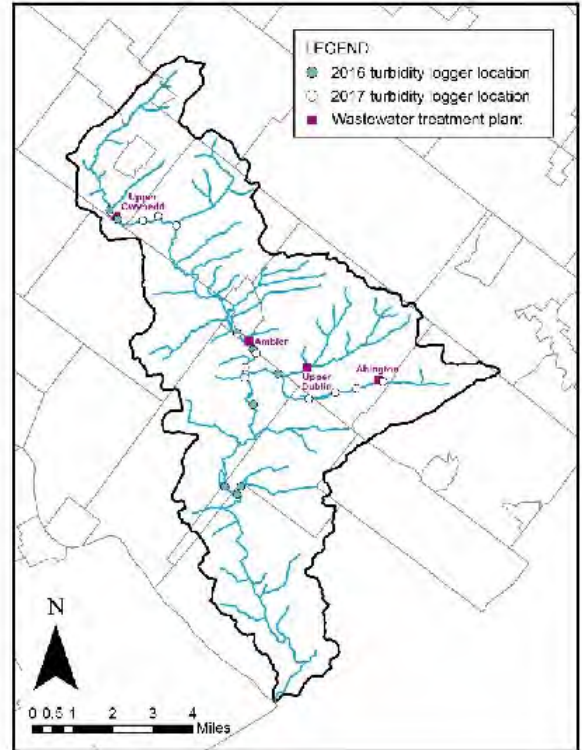 LEGEND
2016 turbidity logger location
2017 turbidity logger location
Wastewater treatment plant
Upper
Gwynedd
Ambler
Upper
Dublin
Abington
N
0 0.5 1 2 3 4
Miles